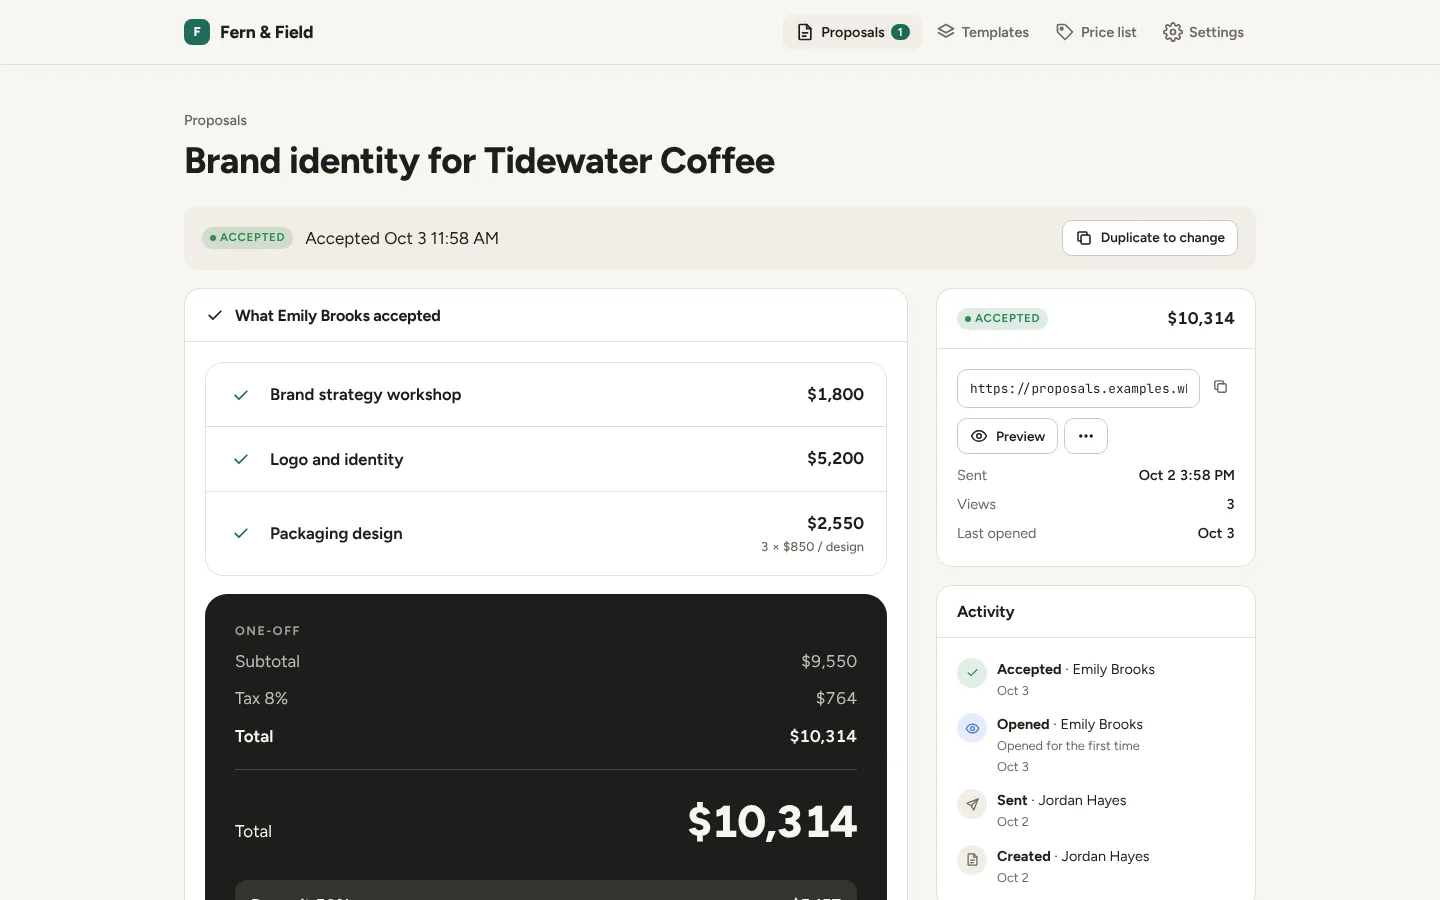 F Fern & Field
Proposals 1
Templates
Price list
Settings
Proposals
Brand identity for Tidewater Coffee
ACCEPTED Accepted Oct 3 11:58 AM
Duplicate to change
What Emily Brooks accepted
Brand strategy workshop $1,800
Logo and identity $5,200
Packaging design $2,550
3 × $850 / design
ONE-OFF
Subtotal $9,550
Tax 8% $764
Total $10,314
Total $10,314
ACCEPTED $10,314
https://proposals.examples.wl
Preview
Sent Oct 2 3:58 PM
Views 3
Last opened Oct 3
Activity
Accepted · Emily Brooks
Oct 3
Opened · Emily Brooks
Opened for the first time
Oct 3
Sent · Jordan Hayes
Oct 2
Created · Jordan Hayes
Oct 2